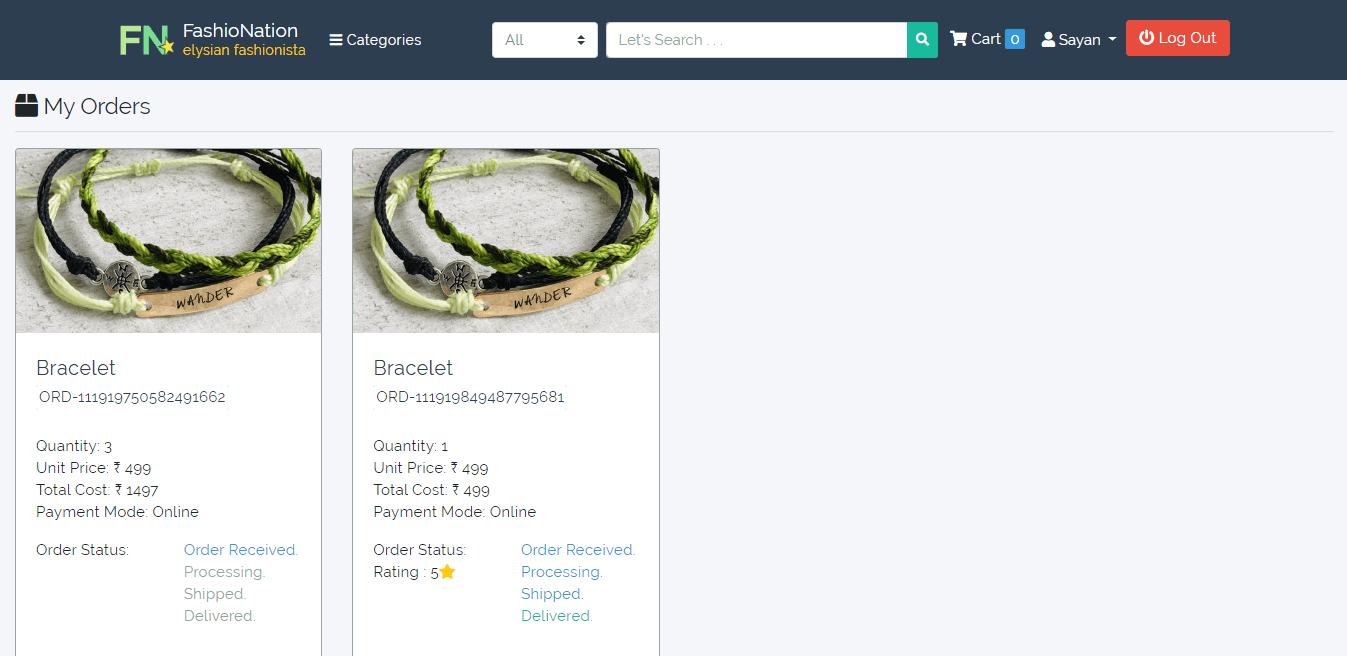 FN FashioNation
elysian fashionista
Categories
All
Let's Search . . .
Cart 0
Sayan
Log Out
My Orders
WANDER
Bracelet
ORD-111919750582491662
Quantity: 3
Unit Price: ₹ 499
Total Cost: ₹ 1497
Payment Mode: Online
Order Status:
Order Received.
Processing.
Shipped.
Delivered.
WANDER
Bracelet
ORD-111919849487795681
Quantity: 1
Unit Price: ₹ 499
Total Cost: ₹ 499
Payment Mode: Online
Order Status:
Rating : 5
Order Received.
Processing.
Shipped.
Delivered.